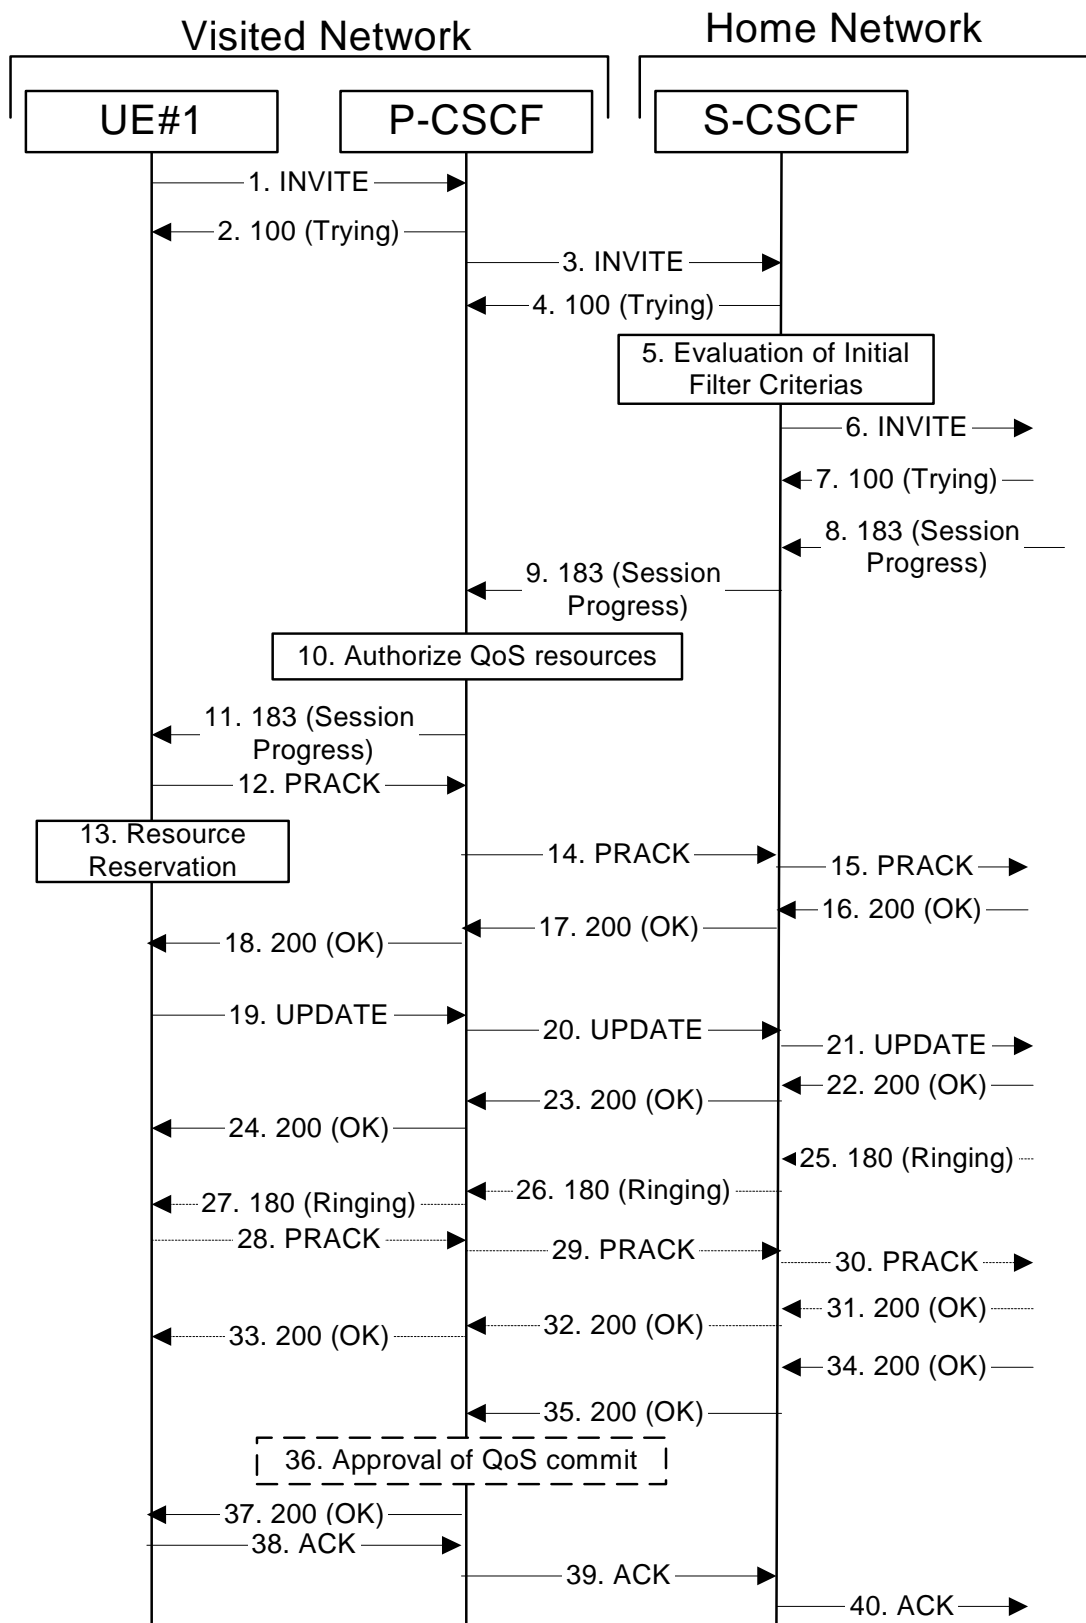 Visited Network
Home Network
UE#1
P-CSCF
S-CSCF
1. INVITE
2. 100 (Trying)
3. INVITE
4. 100 (Trying)
5. Evaluation of Initial
Filter Criterias
6. INVITE
7. 100 (Trying)
8. 183 (Session
Progress)
9. 183 (Session
Progress)
10. Authorize QoS resources
11. 183 (Session
Progress)
12. PRACK
13. Resource
Reservation
14. PRACK
15. PRACK
16. 200 (OK)
17. 200 (OK)
18. 200 (OK)
19. UPDATE
20. UPDATE
21. UPDATE
22. 200 (OK)
23. 200 (OK)
24. 200 (OK)
25. 180 (Ringing)
26. 180 (Ringing)
27. 180 (Ringing)
28. PRACK
29. PRACK
30. PRACK
31. 200 (OK)
32. 200 (OK)
33. 200 (OK)
34. 200 (OK)
35. 200 (OK)
36. Approval of QoS commit
37. 200 (OK)
38. ACK
39. ACK
40. ACK